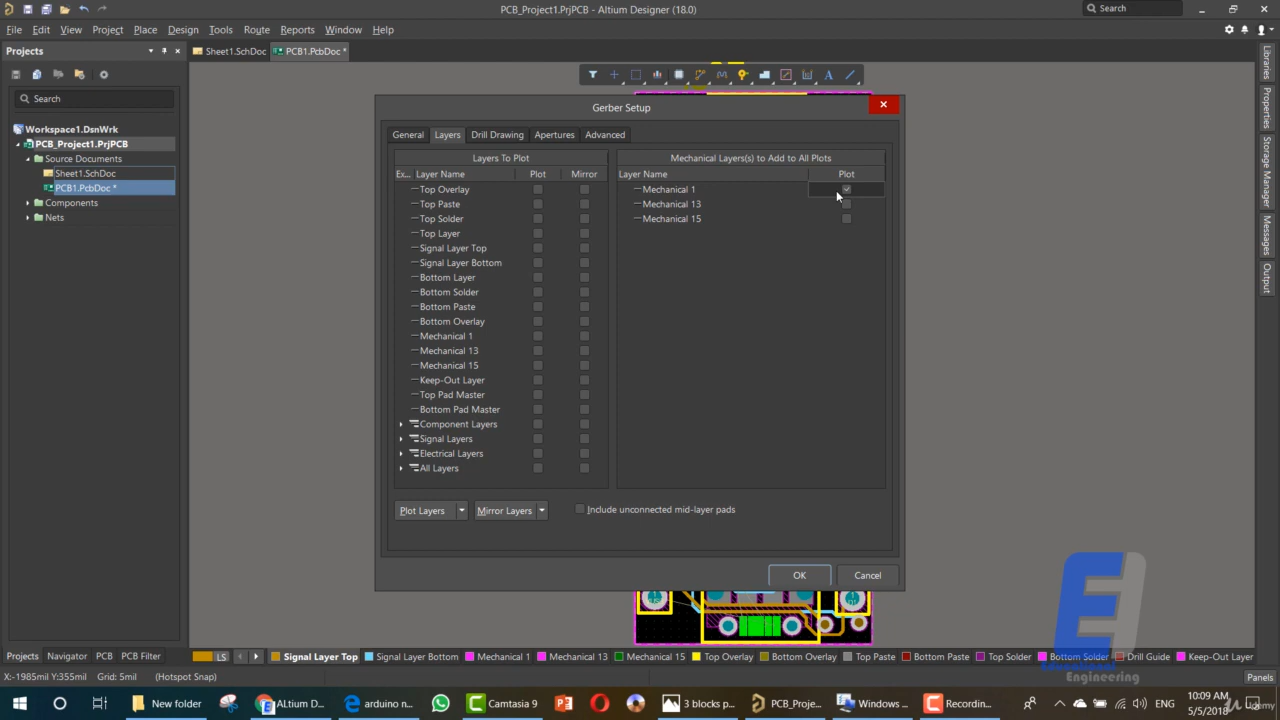 PCB_Project1.PrjPCB - Altium Designer (18.0)
Search
File Edit View Project Place Design Tools Route Reports Window Help
Projects
Sheet1.SchDoc
PCB1.PcbDoc *
Search
Workspace1.DsnWrk
PCB_Project1.PrjPCB
Source Documents
Sheet1.SchDoc
PCB1.PcbDoc *
Components
Nets
Gerber Setup
General Layers Drill Drawing Apertures Advanced
Layers To Plot
Ex... Layer Name Plot Mirror
Top Overlay
Top Paste
Top Solder
Top Layer
Signal Layer Top
Signal Layer Bottom
Bottom Layer
Bottom Solder
Bottom Paste
Bottom Overlay
Mechanical 1
Mechanical 13
Mechanical 15
Keep-Out Layer
Top Pad Master
Bottom Pad Master
Component Layers
Signal Layers
Electrical Layers
All Layers
Mechanical Layers(s) to Add to All Plots
Layer Name Plot
Mechanical 1
Mechanical 13
Mechanical 15
Plot Layers
Mirror Layers
Include unconnected mid-layer pads
OK
Cancel
Libraries
Properties
Storage Manager
Messages
Output
Projects Navigator PCB PCB Filter
LS Signal Layer Top Signal Layer Bottom Mechanical 1 Mechanical 13 Mechanical 15 Top Overlay Bottom Overlay Top Paste Bottom Paste Top Solder Bottom Solder Drill Guide Keep-Out Layer
X:-1985mil Y:355mil Grid: 5mil (Hotspot Snap)
Panels
Engineering
New folder
ALtium D...
arduino n...
Camtasia 9
3 blocks p...
PCB_Proje...
Windows ...
Recordin...
ENG
10:09 AM
5/5/2018
Udemy